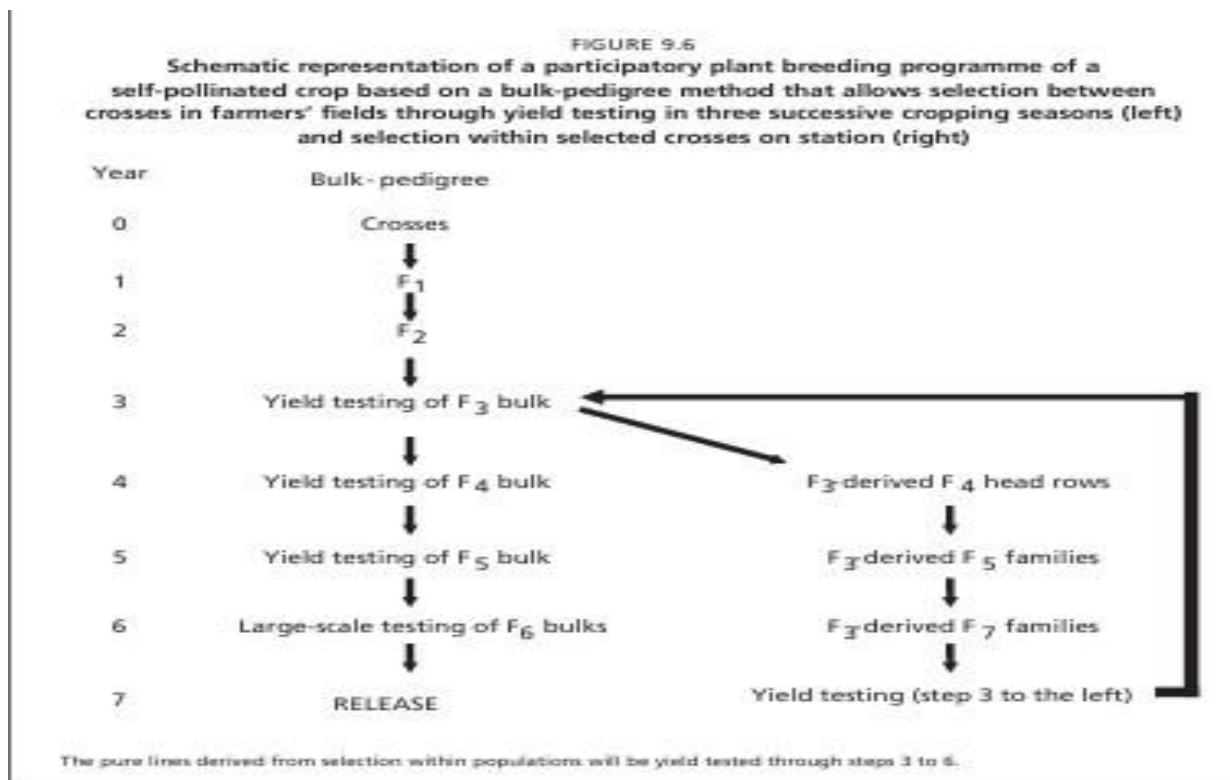 FIGURE 9.6
Schematic representation of a participatory plant breeding programme of a
self-pollinated crop based on a bulk-pedigree method that allows selection between
crosses in farmers' fields through yield testing in three successive cropping seasons (left)
and selection within selected crosses on station (right)
Year Bulk-pedigree
0 Crosses
1 F1
2 F2
3 Yield testing of F3 bulk
4 Yield testing of F4 bulk F3-derived F4 head rows
5 Yield testing of F5 bulk F3-derived F5 families
6 Large-scale testing of F6 bulks F3-derived F7 families
7 RELEASE Yield testing (step 3 to the left)
The pure lines derived from selection within populations will be yield tested through steps 3 to 6.